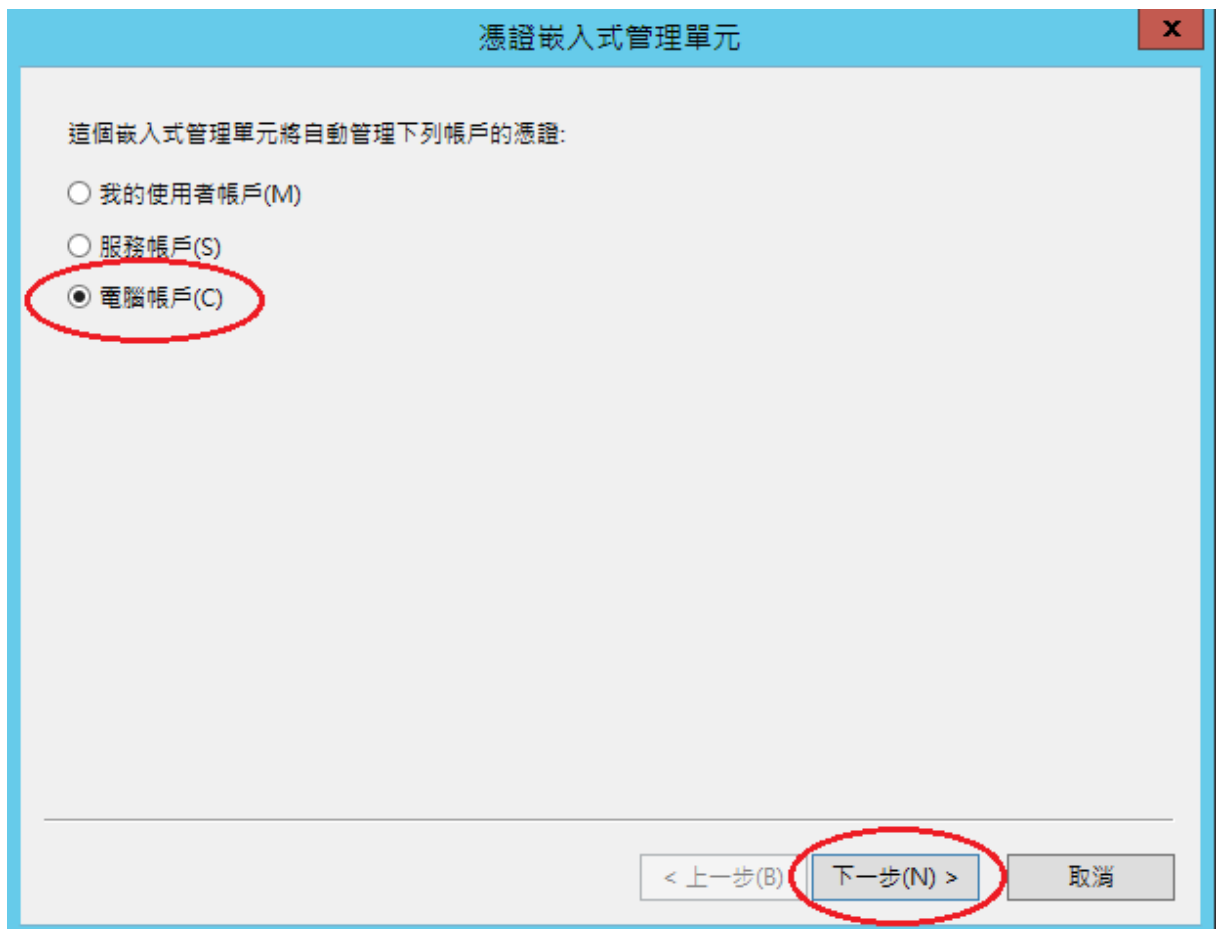 憑證嵌入式管理單元
x
這個嵌入式管理單元將自動管理下列帳戶的憑證:
我的使用者帳戶(M)
服務帳戶(S)
電腦帳戶(C)
< 上一步(B) 下一步(N) > 取消